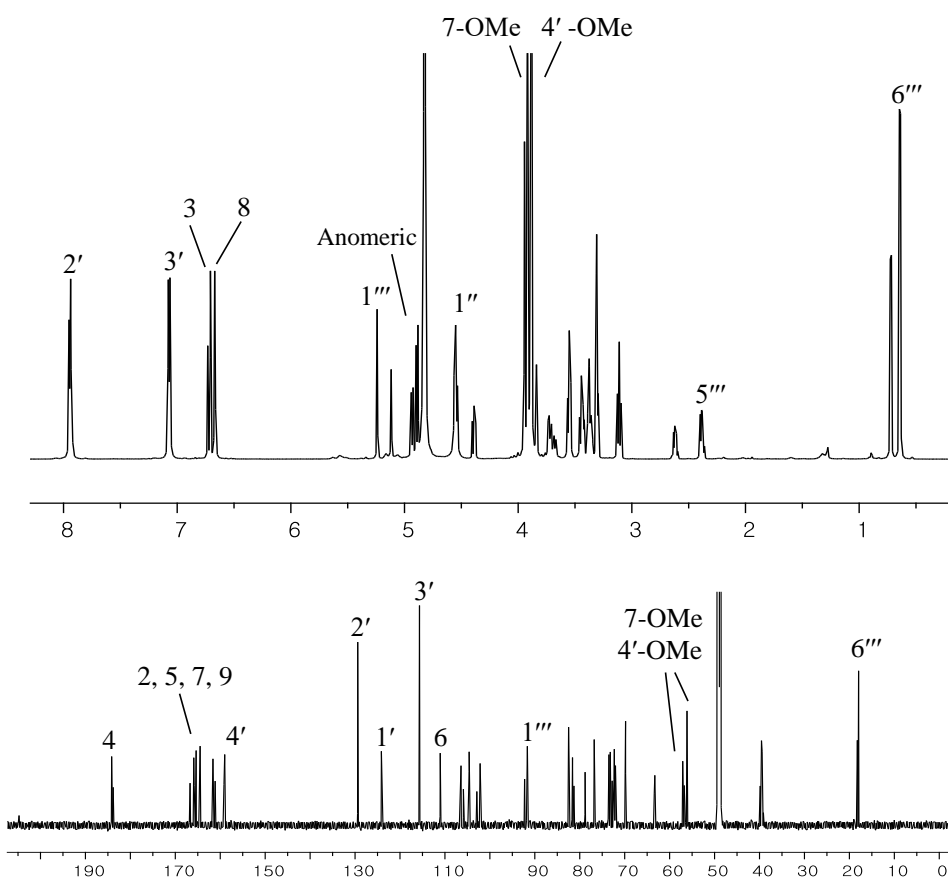 7-OMe 4′ -OMe
6′′′
3
8
Anomeric
2′
3′
1′′′
1′′
5′′′
8 7 6 5 4 3 2 1
3′
2′
7-OMe
4′-OMe
6′′′
2, 5, 7, 9
4
4′
1′
6
1′′′
190 170 150 130 110 90 80 70 60 50 40 30 20 10 0